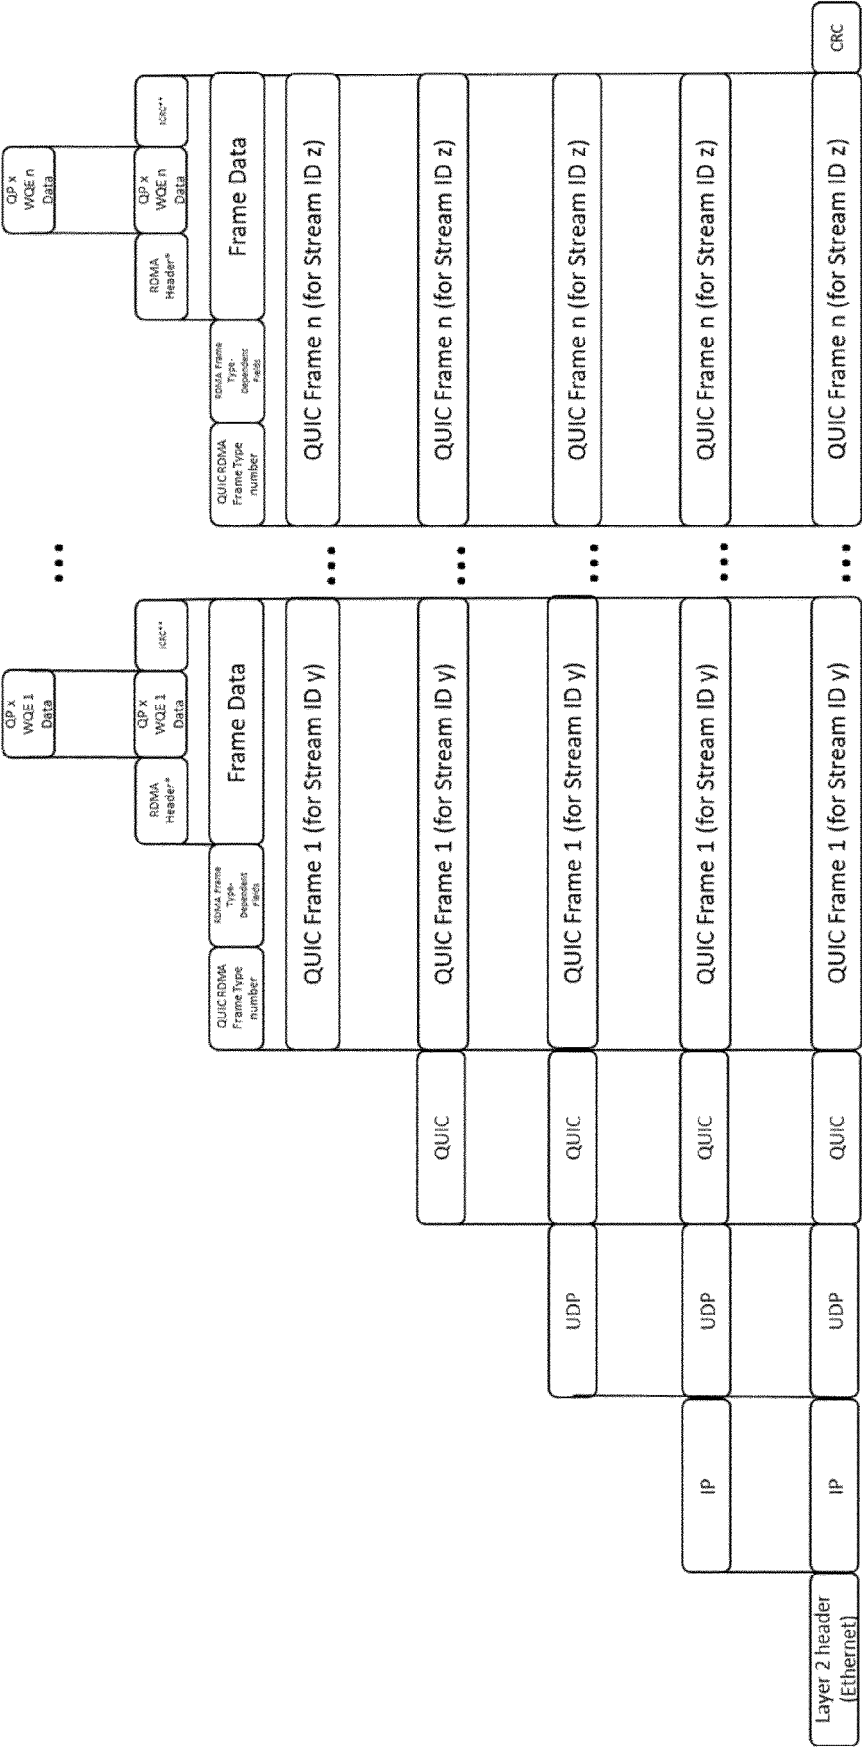 QP x
WQE 1
Data
...
QP x
WQE n
Data
RDMA
Header*
QP x
WQE 1
Data
ICRC**
RDMA
Header*
QP x
WQE n
Data
ICRC**
QUIC RDMA
Frame Type
number
RDMA Frame
Type-
Dependent
Fields
Frame Data
QUIC RDMA
Frame Type
number
RDMA Frame
Type-
Dependent
Fields
Frame Data
QUIC Frame 1 (for Stream ID y)
...
QUIC Frame n (for Stream ID z)
QUIC
QUIC Frame 1 (for Stream ID y)
...
QUIC Frame n (for Stream ID z)
UDP
QUIC
QUIC Frame 1 (for Stream ID y)
...
QUIC Frame n (for Stream ID z)
IP
UDP
QUIC
QUIC Frame 1 (for Stream ID y)
...
QUIC Frame n (for Stream ID z)
Layer 2 header
(Ethernet)
IP
UDP
QUIC
QUIC Frame 1 (for Stream ID y)
...
QUIC Frame n (for Stream ID z)
CRC